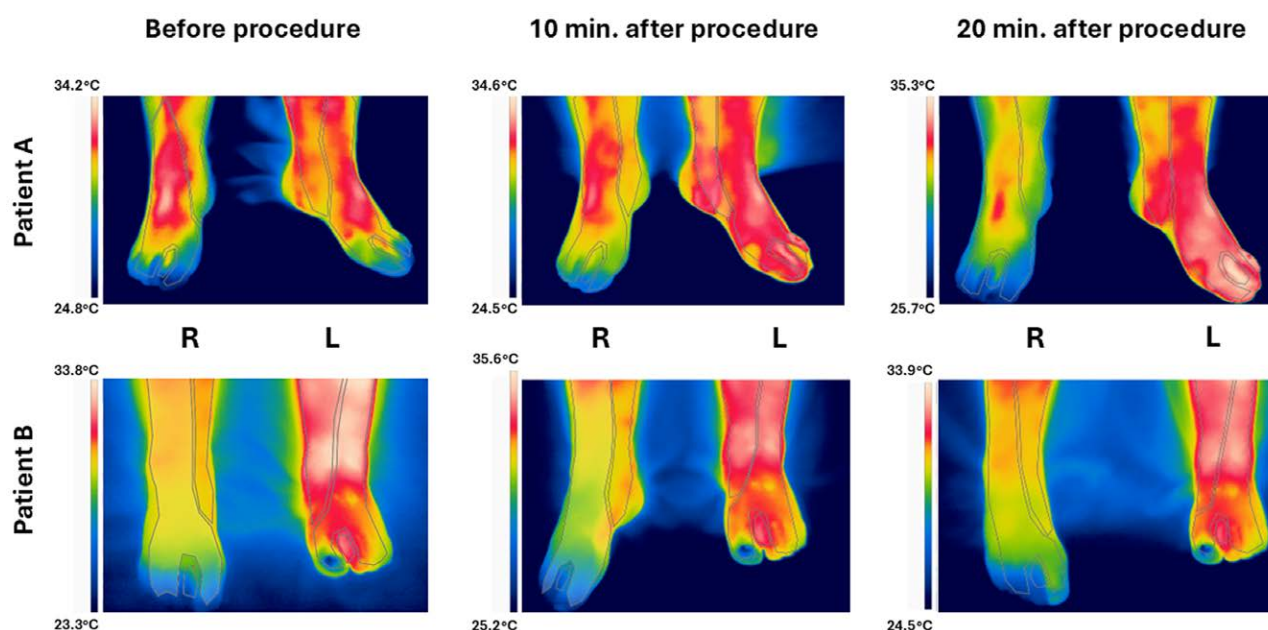 Before procedure
10 min. after procedure
20 min. after procedure
Patient A
34.2°C
24.8°C
34.6°C
24.5°C
35.3°C
25.7°C
R
L
R
L
R
L
Patient B
33.8°C
23.3°C
35.6°C
25.2°C
33.9°C
24.5°C